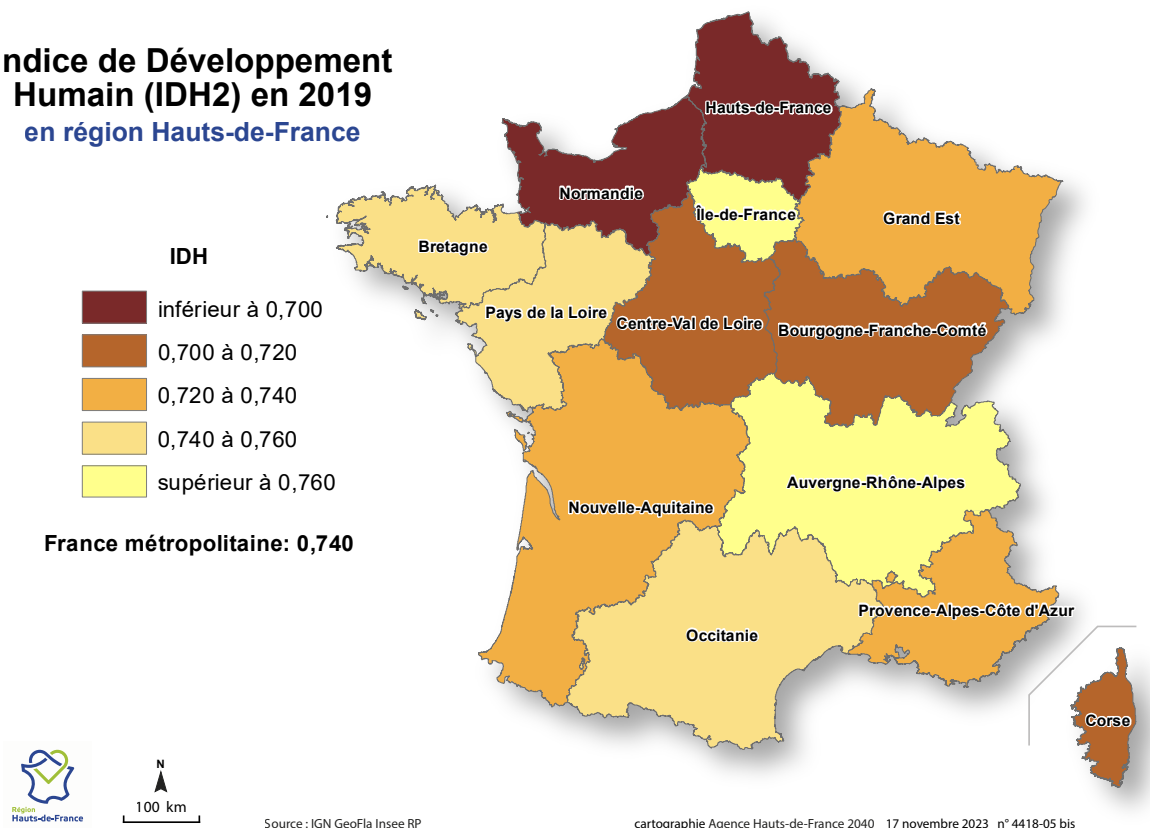 ndice de Développement
Humain (IDH2) en 2019
en région Hauts-de-France
Hauts-de-France
Normandie
Île-de-France
Grand Est
Bretagne
IDH
inférieur à 0,700
0,700 à 0,720
0,720 à 0,740
0,740 à 0,760
supérieur à 0,760
France métropolitaine: 0,740
Pays de la Loire
Centre-Val de Loire
Bourgogne-Franche-Comté
Auvergne-Rhône-Alpes
Nouvelle-Aquitaine
Provence-Alpes-Côte d'Azur
Occitanie
Corse
Région
Hauts-de-France
N
100 km
Source : IGN GeoFla Insee RP
cartographie Agence Hauts-de-France 2040 17 novembre 2023 n° 4418-05 bis